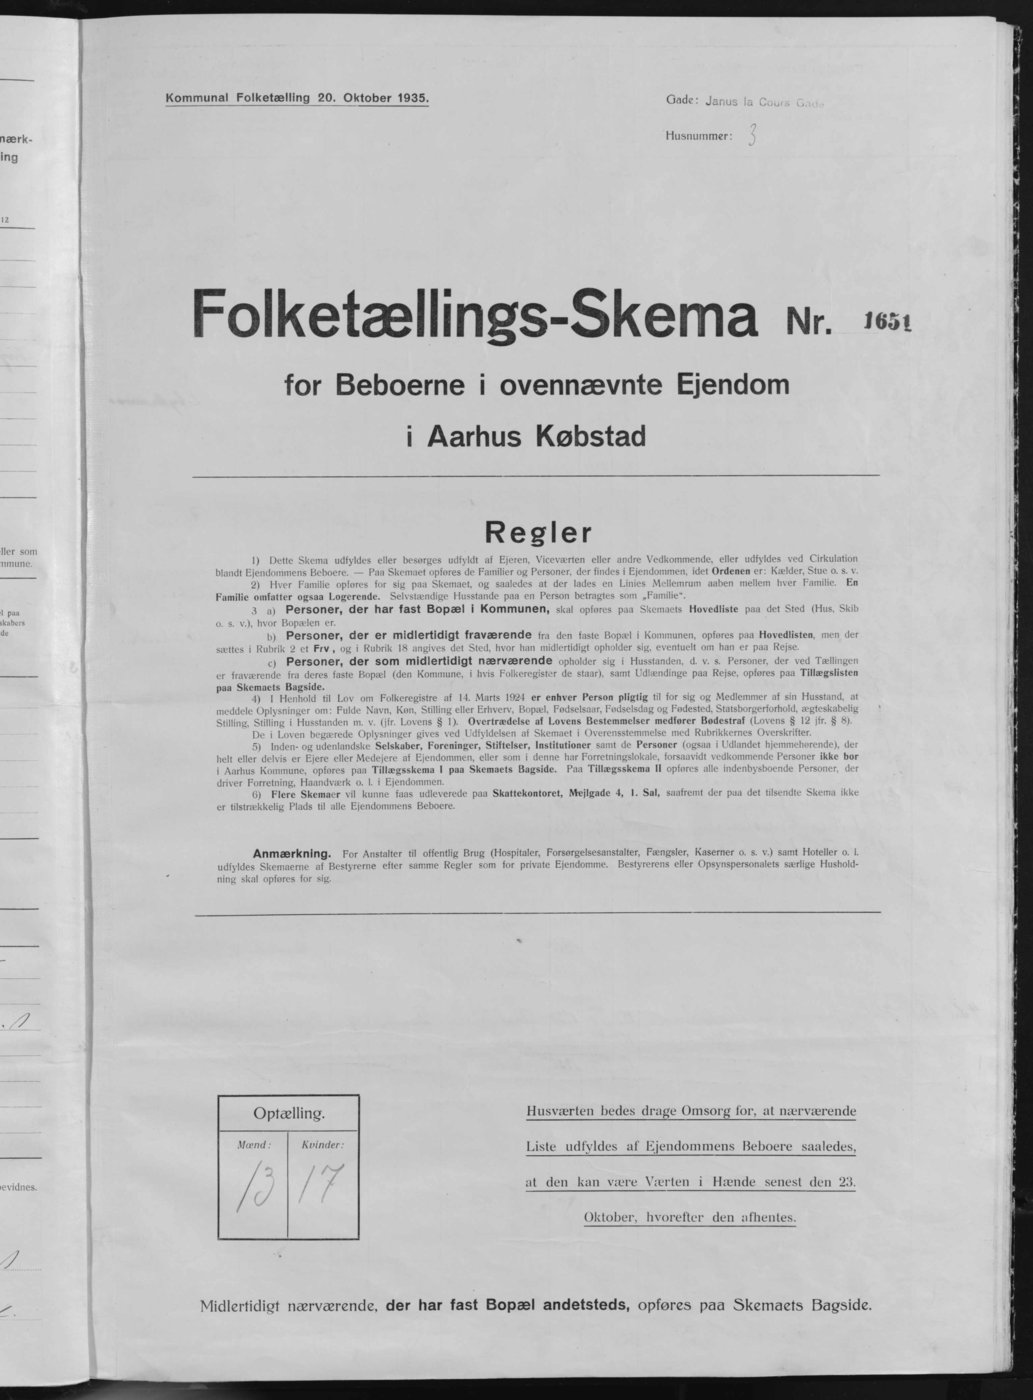 Kommunal Folketælling 20. Oktober 1935.
Gade: Janus la Cours Gade
Husnummer: 3
Folketællings-Skema Nr. 1651
for Beboerne i ovennævnte Ejendom
i Aarhus Købstad
Regler
1) Dette Skema udfyldes eller besørges udfyldt af Ejeren, Viceværten eller andre Vedkommende, eller udfyldes ved Cirkulation
blandt Ejendommens Beboere. — Paa Skemaet opføres de Familier og Personer, der findes i Ejendommen, idet Ordenen er: Kælder, Stue o. s. v.
2) Hver Familie opføres for sig paa Skemaet, og saaledes at der lades en Linies Mellemrum aaben mellem hver Familie. En
Familie omfatter ogsaa Logerende. Selvstændige Husstande paa en Person betragtes som „Familie“.
3 a) Personer, der har fast Bopæl i Kommunen, skal opføres paa Skemaets Hovedliste paa det Sted (Hus, Skib
o. s. v.), hvor Bopælen er.
b) Personer, der er midlertidigt fraværende fra den faste Bopæl i Kommunen, opføres paa Hovedlisten, men der
sættes i Rubrik 2 et Frv., og i Rubrik 18 angives det Sted, hvor han midlertidigt opholder sig, eventuelt om han er paa Rejse.
c) Personer, der som midlertidigt nærværende opholder sig i Husstanden, d. v. s. Personer, der ved Tællingen
er fraværende fra deres faste Bopæl (den Kommune, i hvis Folkeregister de staar), samt Udlændinge paa Rejse, opføres paa Tillægslisten
paa Skemaets Bagside.
4) I Henhold til Lov om Folkeregistre af 14. Marts 1924 er enhver Person pligtig til for sig og Medlemmer af sin Husstand, at
meddele Oplysninger om: Fulde Navn, Køn, Stilling eller Erhverv, Bopæl, Fødselsaar, Fødselsdag og Fødested, Statsborgerforhold, ægteskabelig
Stilling, Stilling i Husstanden m. v. (jfr. Lovens § 1). Overtrædelse af Lovens Bestemmelser medfører Bødestraf (Lovens § 12 jfr. § 8).
De i Loven begærede Oplysninger gives ved Udfyldelsen af Skemaet i Overensstemmelse med Rubrikkernes Overskrifter.
5) Inden- og udenlandske Selskaber, Foreninger, Stiftelser, Institutioner samt de Personer (ogsaa i Udlandet hjemmehørende), der
helt eller delvis er Ejere eller Medejere af Ejendommen, eller som i denne har Forretningslokale, forsaavidt vedkommende Personer ikke bor
i Aarhus Kommune, opføres paa Tillægsskema I paa Skemaets Bagside. Paa Tillægsskema II opføres alle indenbysboende Personer, der
driver Forretning, Haandværk o. l. i Ejendommen.
6) Flere Skemaer vil kunne faas udleverede paa Skattekontoret, Mejlgade 4, 1. Sal, saafremt der paa det tilsendte Skema ikke
er tilstrækkelig Plads til alle Ejendommens Beboere.
Anmærkning. For Anstalter til offentlig Brug (Hospitaler, Forsørgelsesanstalter, Fængsler, Kaserner o. s. v.) samt Hoteller o. l.
udfyldes Skemaerne af Bestyrerne efter samme Regler som for private Ejendomme. Bestyrerens eller Opsynspersonalets særlige Hushold-
ning skal opføres for sig.
Optælling.
Mænd: Kvinder:
13 17
Husværten bedes drage Omsorg for, at nærværende
Liste udfyldes af Ejendommens Beboere saaledes,
at den kan være Værten i Hænde senest den 23.
Oktober, hvorefter den afhentes.
Midlertidigt nærværende, der har fast Bopæl andetsteds, opføres paa Skemaets Bagside.